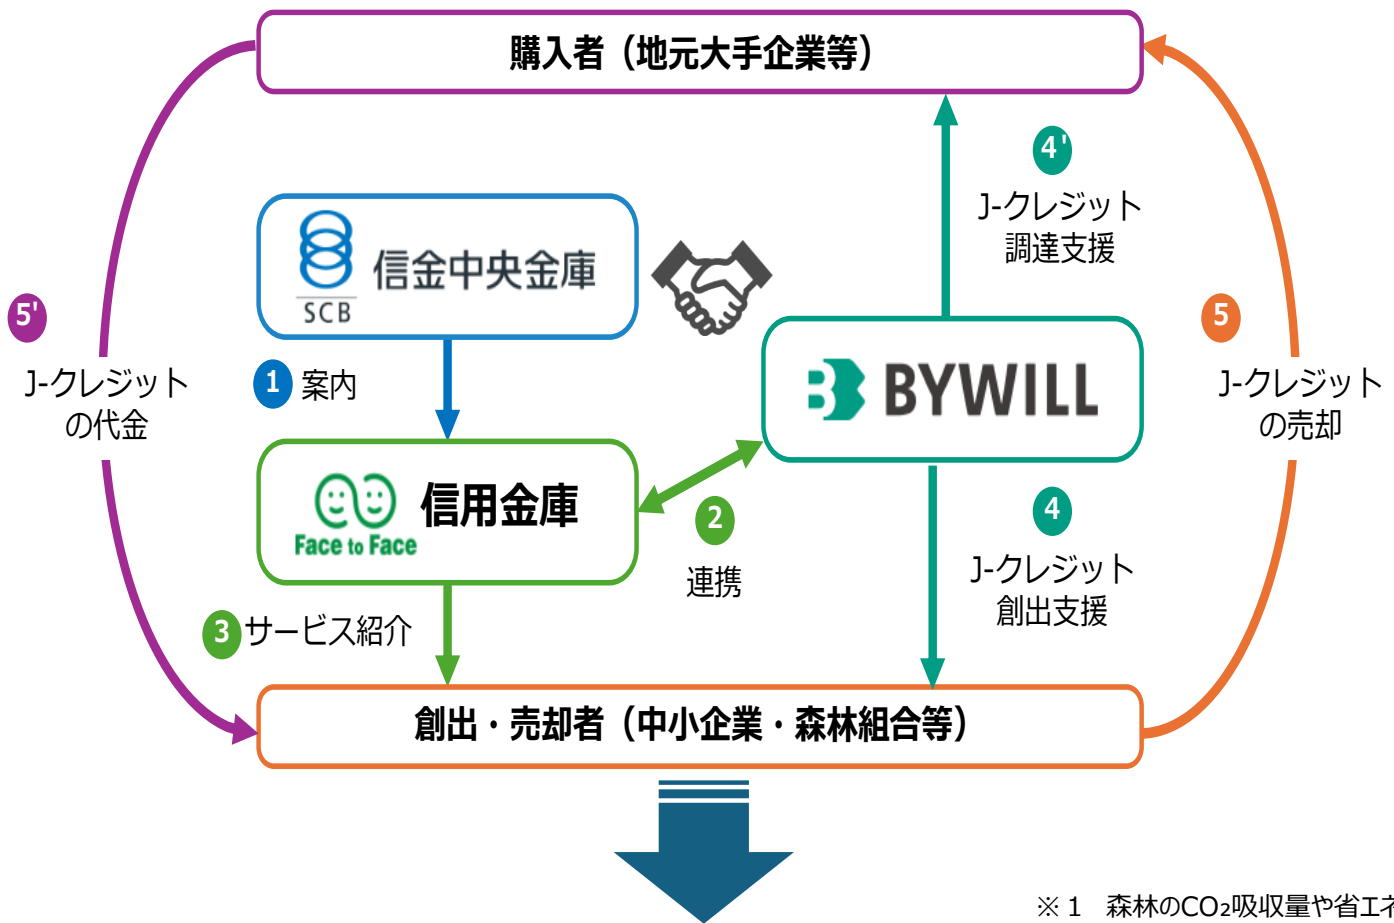 購入者（地元大手企業等）
4'
J-クレジット
調達支援
信金中央金庫
SCB
5'
J-クレジット
の代金
5
J-クレジット
の売却
1 案内
BYWILL
信用金庫
Face to Face
2
連携
4
J-クレジット
創出支援
3 サービス紹介
創出・売却者（中小企業・森林組合等）
※1 森林のCO₂吸収量や省エネ